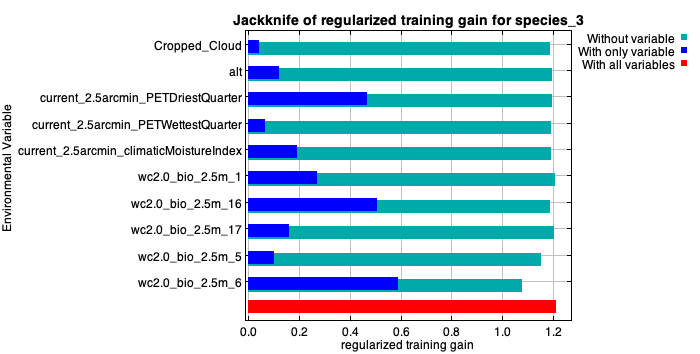 Jackknife of regularized training gain for species_3
Without variable
With only variable
With all variables
Environmental Variable
Cropped_Cloud
alt
current_2.5arcmin_PETDriestQuarter
current_2.5arcmin_PETWettestQuarter
current_2.5arcmin_climaticMoistureIndex
wc2.0_bio_2.5m_1
wc2.0_bio_2.5m_16
wc2.0_bio_2.5m_17
wc2.0_bio_2.5m_5
wc2.0_bio_2.5m_6
0.0 0.2 0.4 0.6 0.8 1.0 1.2
regularized training gain